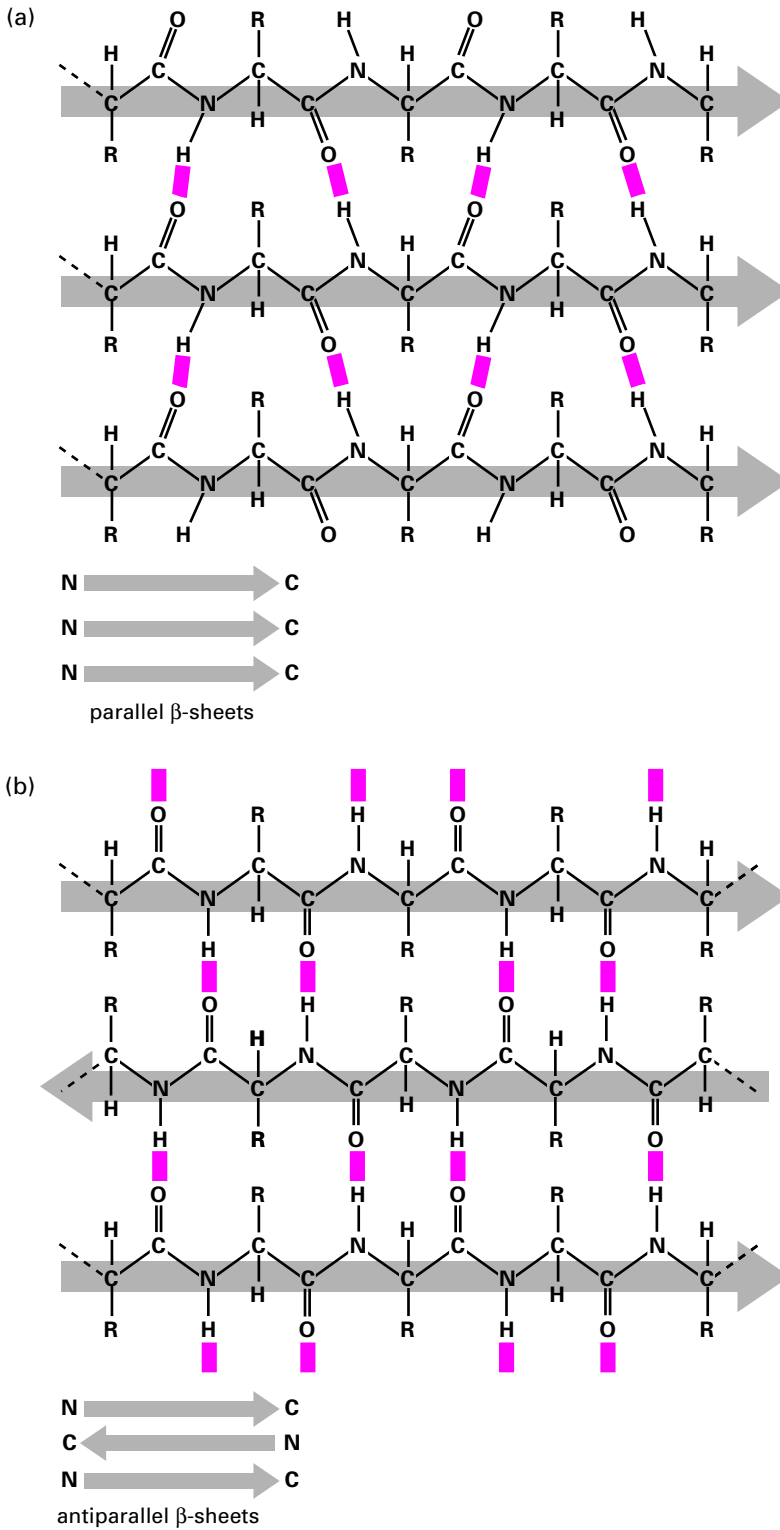 (a)
O R H O R H
H H H
C C N C C N
C N C C N C C
H H
R H O R H O R
O R H O R H
H H H
C C N C C N
C N C C N C C
H H
R H O R H O R
O R H O R H
H H H
C C N C C N
C N C C N C C
H H
R H O R H O R
N C
N C
N C
parallel β-sheets
(b)
O R H O R H
H H H
C C N C C N
C N C C N C C
H H
R H O R H O R
R O H R O H R
H H
C C N C C N C
N C C N C C
H H H
H R O H R O
O R H O R H
H H H
C C N C C N
C N C C N C C
H H
R H O R H O R
N C
C N
N C
antiparallel β-sheets